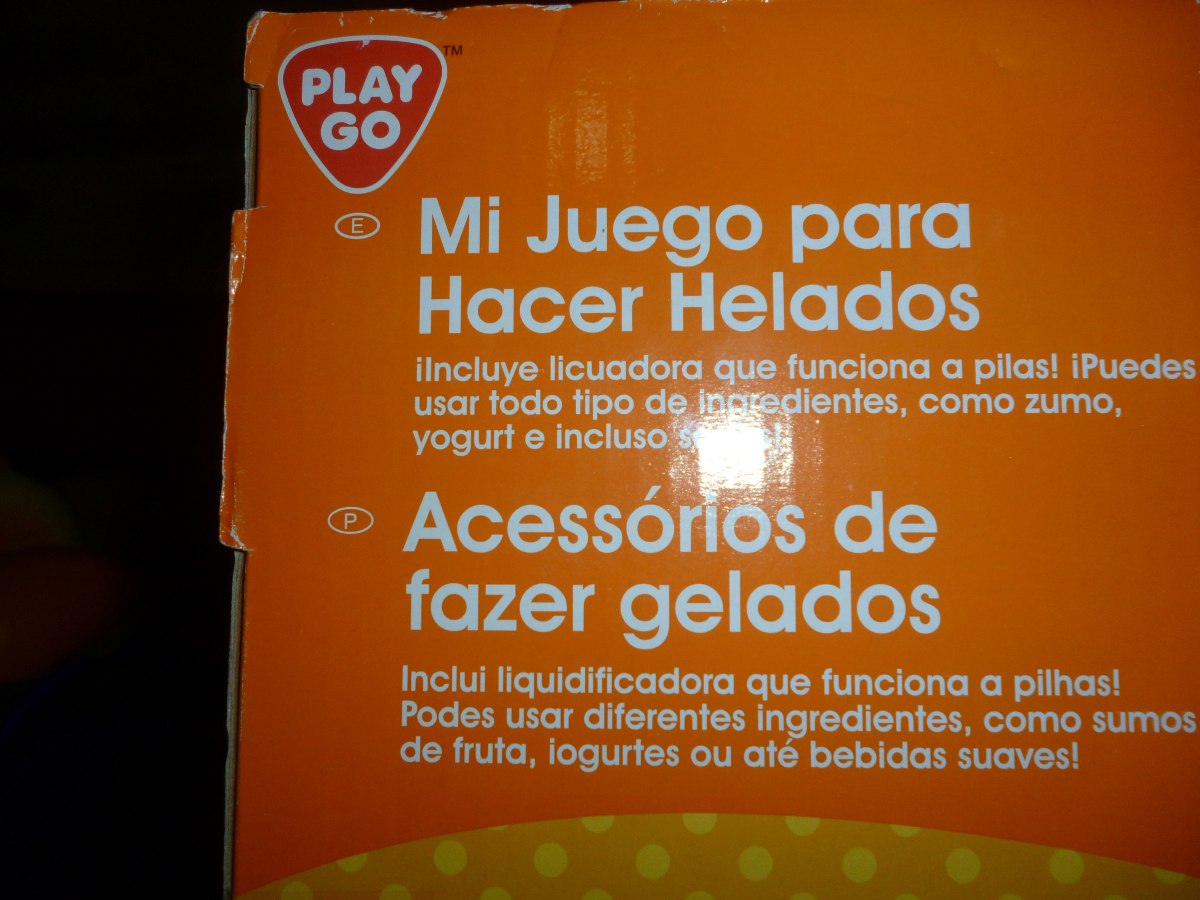 PLAY
GO
TM
E
Mi Juego para
Hacer Helados
¡Incluye licuadora que funciona a pilas! ¡Puedes
usar todo tipo de ingredientes, como zumo,
yogurt e incluso
P
Acessórios de
fazer gelados
Inclui liquidificadora que funciona a pilhas!
Podes usar diferentes ingredientes, como sumos
de fruta, iogurtes ou até bebidas suaves!